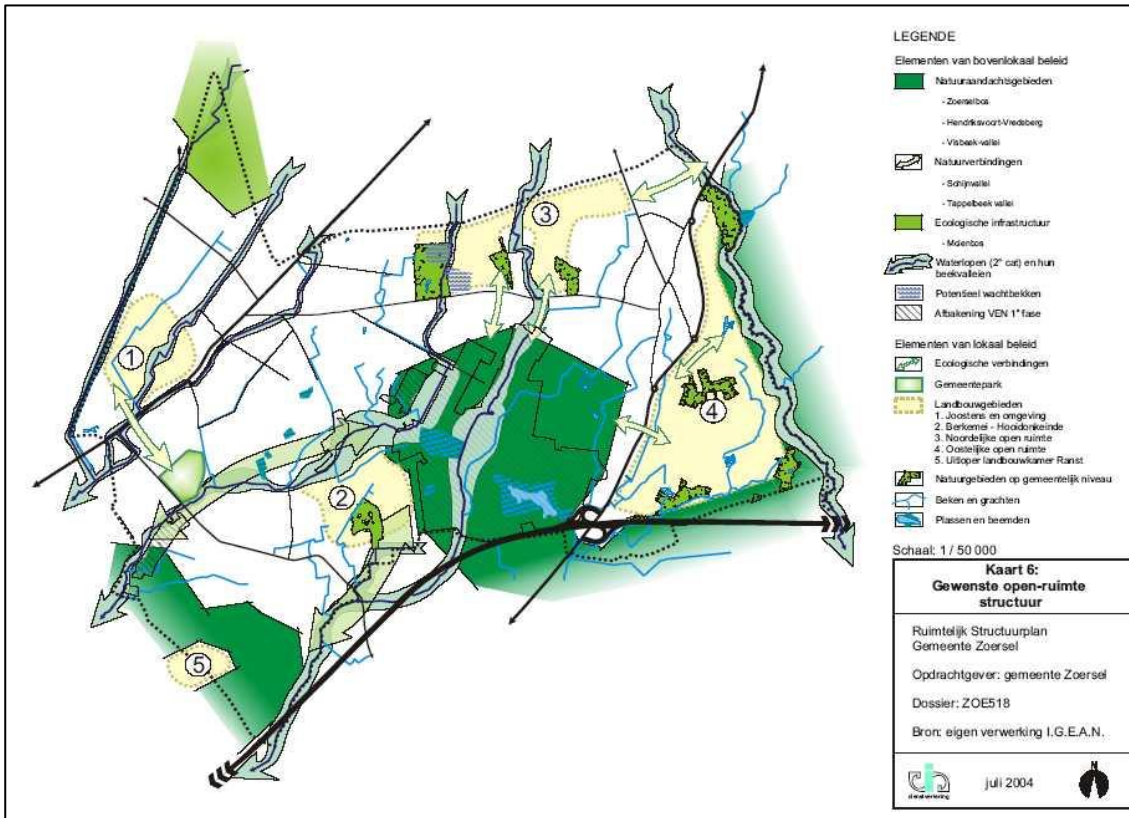 1
2
3
4
5
LEGENDE
Elementen van bovenlokaal beleid
Natuuraandachtsgebieden
- Zoerselbos
- Hendriksvoort-Vredsberg
- Visbeek-vallei
Natuurverbindingen
- Schijnvallei
- Tappelbeek vallei
Ecologische infrastructuur
- Molenbos
Waterlopen (2° cat) en hun
beekvalleien
Potentieel wachtbekken
Afbakening VEN 1° fase
Elementen van lokaal beleid
Ecologische verbindingen
Gemeentepark
Landbouwgebieden
1. Joostens en omgeving
2. Berkemei - Hooidonkeinde
3. Noordelijke open ruimte
4. Oostelijke open ruimte
5. Uitloper landbouwkamer Ranst
Natuurgebieden op gemeentelijk niveau
Beken en grachten
Plassen en beemden
Schaal: 1 / 50 000
Kaart 6:
Gewenste open-ruimte
structuur
Ruimtelijk Structuurplan
Gemeente Zoersel
Opdrachtgever: gemeente Zoersel
Dossier: ZOE518
Bron: eigen verwerking I.G.E.A.N.
dienstverlening
juli 2004
N